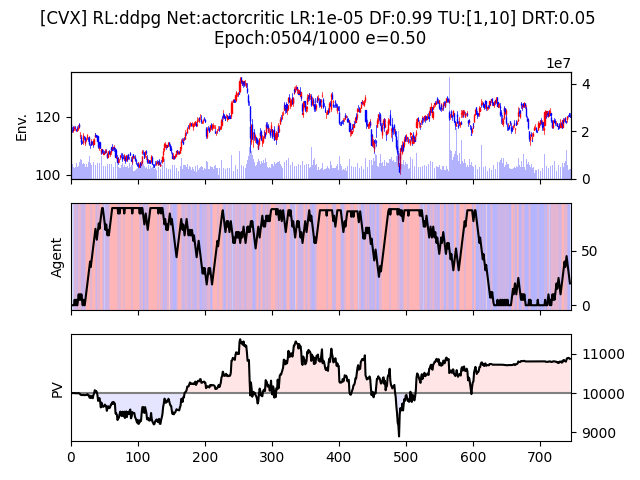 [CVX] RL:ddpg Net:actorcritic LR:1e-05 DF:0.99 TU:[1,10] DRT:0.05
Epoch:0504/1000 e=0.50
1e7
Env.
120
100
4
2
0
Agent
50
0
PV
11000
10000
9000
0 100 200 300 400 500 600 700